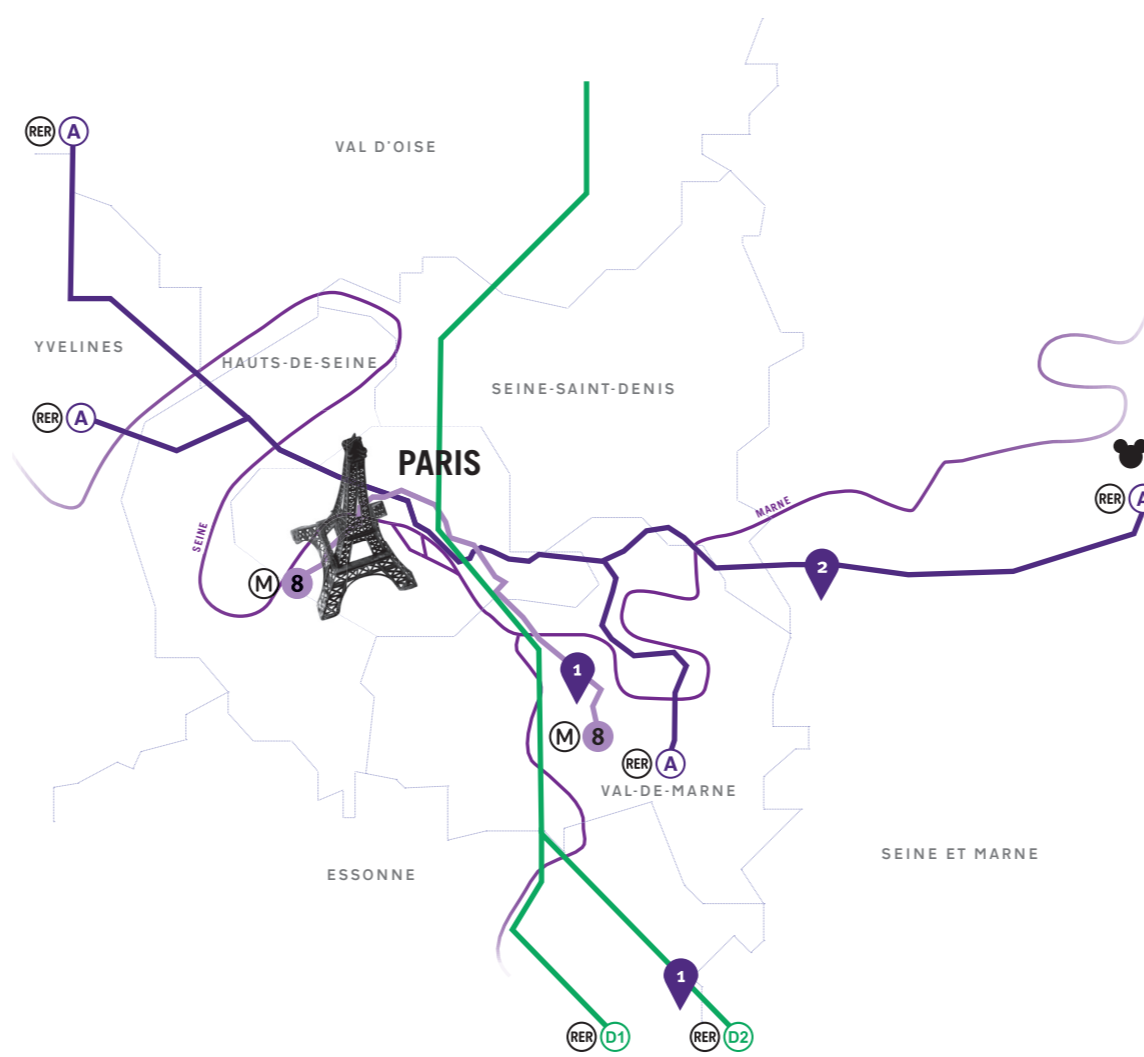 RER A
VAL D'OISE
YVELINES
HAUTS-DE-SEINE
SEINE-SAINT-DENIS
RER A
PARIS
RER A
MARNE
SEINE
2
M 8
1
M 8
RER A
VAL-DE-MARNE
SEINE ET MARNE
ESSONNE
1
RER D1
RER D2